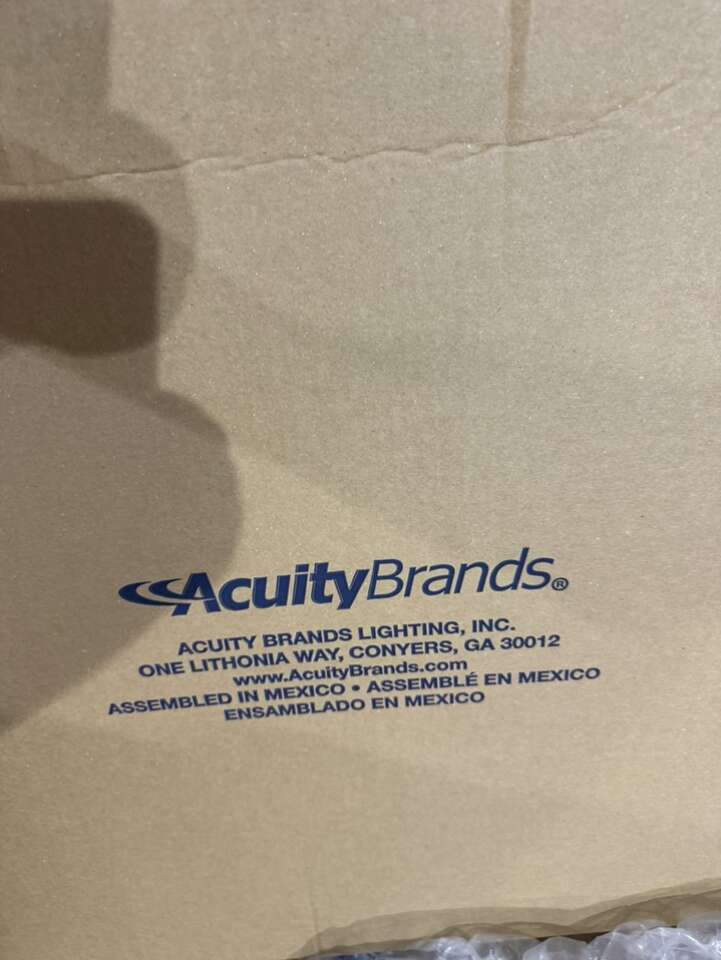 AcuityBrands®
ACUITY BRANDS LIGHTING, INC.
ONE LITHONIA WAY, CONYERS, GA 30012
www.AcuityBrands.com
ASSEMBLED IN MEXICO • ASSEMBLÉ EN MEXICO
ENSAMBLADO EN MEXICO